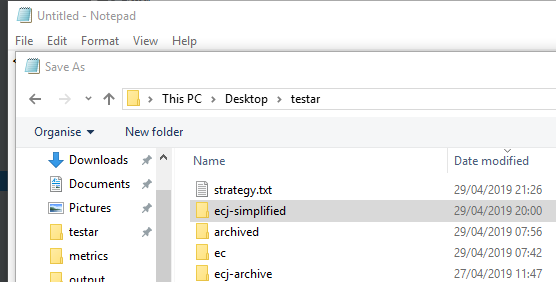 Untitled - Notepad
File Edit Format View Help
Save As
This PC > Desktop > testar
Organise New folder
Name Date modified
Downloads
Documents
Pictures
testar
metrics
output
strategy.txt 29/04/2019 21:26
ecj-simplified 29/04/2019 20:00
archived 29/04/2019 07:56
ec 29/04/2019 07:42
ecj-archive 27/04/2019 11:47